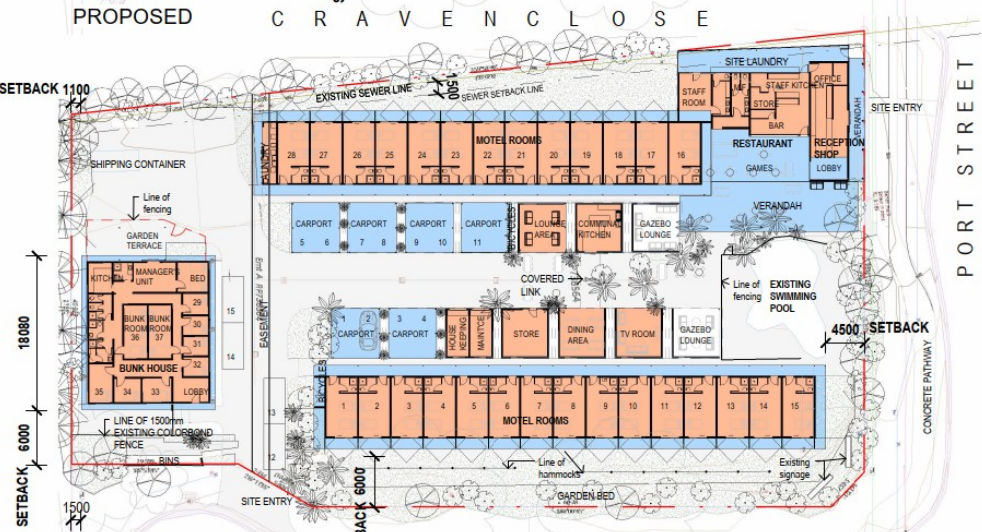 PROPOSED
C R A V E N C L O S E
PORT STREET
SETBACK 1100
EXISTING SEWER LINE
1500
SEWER SETBACK LINE
SITE LAUNDRY
STAFF
ROOM
STAFF KITCHEN
OFFICE
STORE
BAR
VERANDAH
SITE ENTRY
RESTAURANT
RECEPTION
SHOP
GAMES
LOBBY
VERANDAH
SHIPPING CONTAINER
LAUNDRY
MOTEL ROOMS
28 27 26 25 24 23 22 21 20 19 18 17 16
Line of
fencing
GARDEN
TERRACE
CARPORT
5 6
CARPORT
7 8
CARPORT
9 10
CARPORT
11
BICYCLES
LOUNGE
AREA
COMMUNAL
KITCHEN
GAZEBO
LOUNGE
COVERED
LINK
Line of
fencing
EXISTING
SWIMMING
POOL
KITCHEN
MANAGER'S
UNIT
BED
29
30
31
32
BUNK
ROOM
36
BUNK
ROOM
37
BUNK HOUSE
35 34 33
LOBBY
15
14
13
12
EASEMENT
18080
1 2
CARPORT
3 4
CARPORT
HOUSE
KEEPING
MAINT'CE
STORE
DINING
AREA
TV ROOM
GAZEBO
LOUNGE
4500 SETBACK
CONCRETE PATHWAY
BICYCLES
1 2 3 4 5 6 7 8 9 10 11 12 13 14 15
MOTEL ROOMS
LINE OF 1500mm
EXISTING COLORBOND
FENCE
BINS
6000
SETBACK
1500
SITE ENTRY
BACK 6000
Line of
hammocks
GARDEN BED
Existing
signage